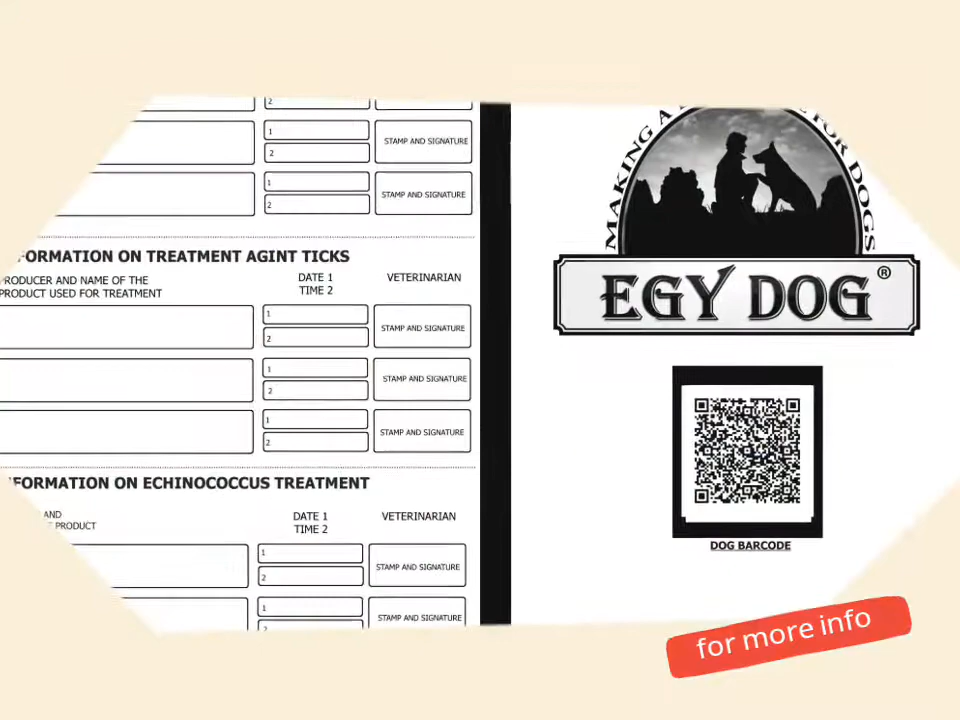 2
1
2
STAMP AND SIGNATURE
1
2
STAMP AND SIGNATURE
FORMATION ON TREATMENT AGINT TICKS
PRODUCER AND NAME OF THE
PRODUCT USED FOR TREATMENT
DATE 1
TIME 2
VETERINARIAN
1
2
STAMP AND SIGNATURE
1
2
STAMP AND SIGNATURE
1
2
STAMP AND SIGNATURE
FORMATION ON ECHINOCOCCUS TREATMENT
AND
PRODUCT
DATE 1
TIME 2
VETERINARIAN
1
2
STAMP AND SIGNATURE
1
2
STAMP AND SIGNATURE
MAKING A
FOR DOGS
EGY DOG®
DOG BARCODE
for more info